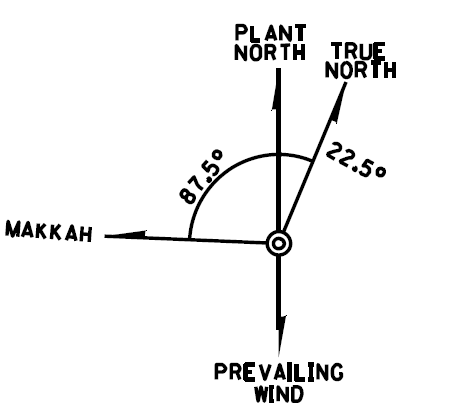 PLANT
NORTH
TRUE
NORTH
87.5°
22.5°
MAKKAH
PREVAILING
WIND